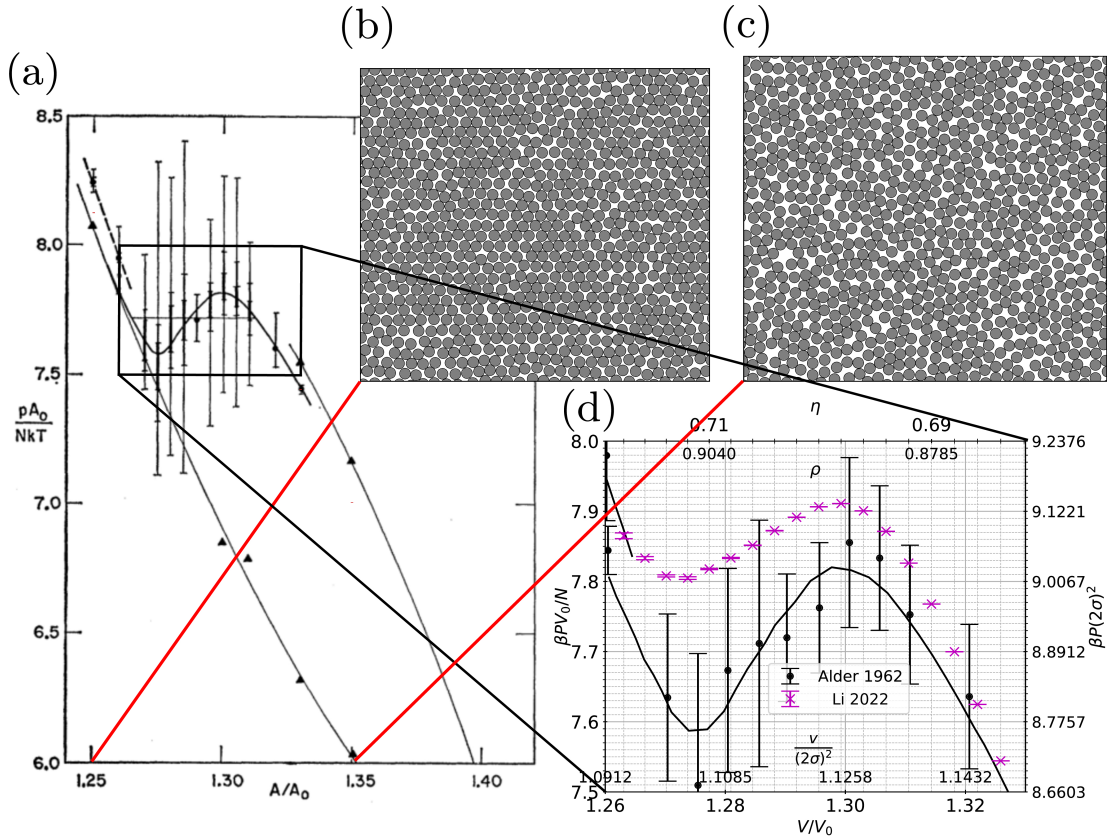 (b)
(c)
(a)
8.5
8.0
7.5
pA₀
NkT
7.0
6.5
6.0
1.25
1.30
1.35
1.40
A/A₀
(d)
η
0.71
0.69
8.0
9.2376
0.9040
0.8785
ρ
7.9
9.1221
7.8
9.0067
βPV₀/N
βP(2σ)²
7.7
8.8912
Alder 1962
Li 2022
7.6
8.7757
v
(2σ)²
1.0912
1.1085
1.1258
1.1432
7.5
8.6603
1.26
1.28
1.30
1.32
V/V₀